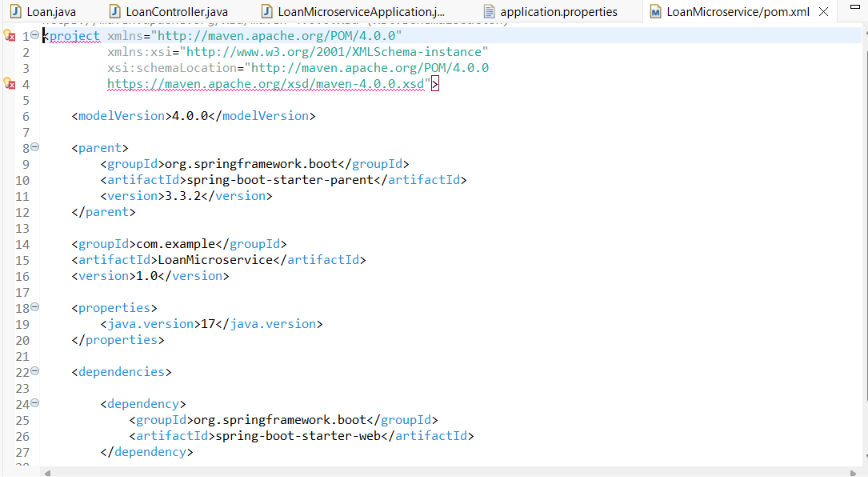 Loan.java LoanController.java LoanMicroserviceApplication.j... application.properties LoanMicroservice/pom.xml
1 <project xmlns="http://maven.apache.org/POM/4.0.0"
2 xmlns:xsi="http://www.w3.org/2001/XMLSchema-instance"
3 xsi:schemaLocation="http://maven.apache.org/POM/4.0.0
4 https://maven.apache.org/xsd/maven-4.0.0.xsd">
5
6 <modelVersion>4.0.0</modelVersion>
7
8 <parent>
9 <groupId>org.springframework.boot</groupId>
10 <artifactId>spring-boot-starter-parent</artifactId>
11 <version>3.3.2</version>
12 </parent>
13
14 <groupId>com.example</groupId>
15 <artifactId>LoanMicroservice</artifactId>
16 <version>1.0</version>
17
18 <properties>
19 <java.version>17</java.version>
20 </properties>
21
22 <dependencies>
23
24 <dependency>
25 <groupId>org.springframework.boot</groupId>
26 <artifactId>spring-boot-starter-web</artifactId>
27 </dependency>